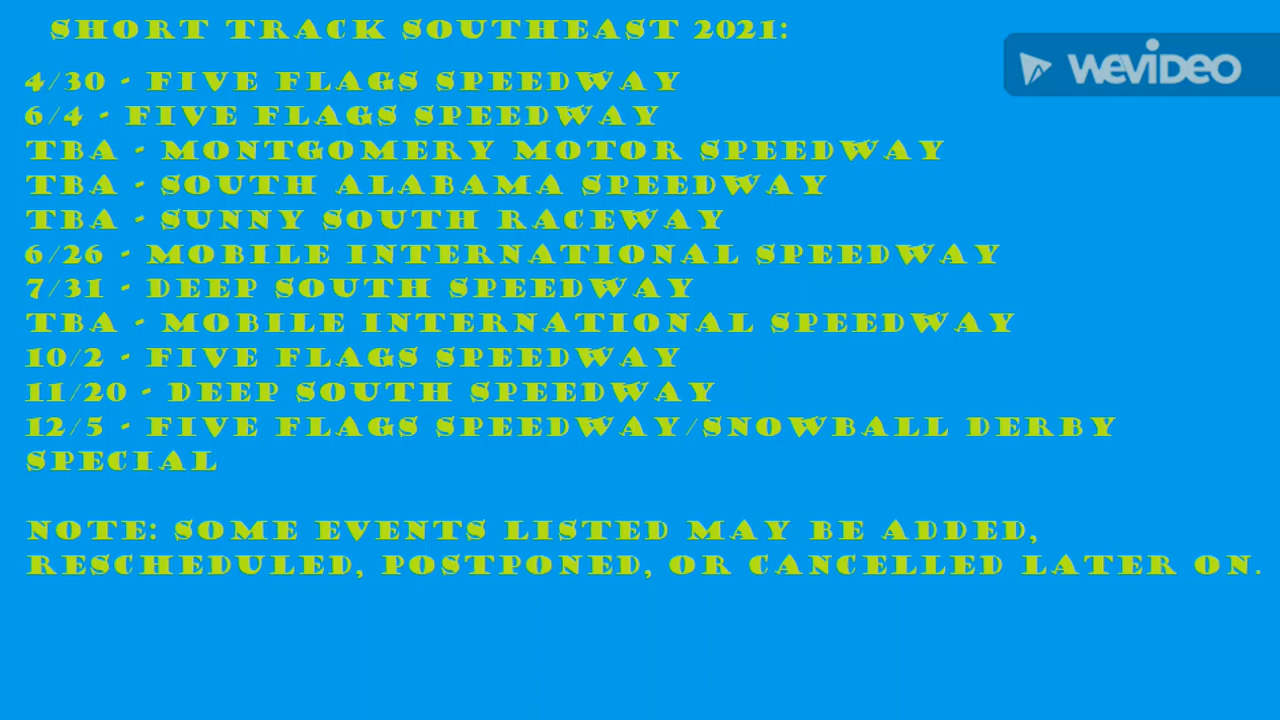 SHORT TRACK SOUTHEAST 2021:
WEVIDEO
4/30 - FIVE FLAGS SPEEDWAY
6/4 - FIVE FLAGS SPEEDWAY
TBA - MONTGOMERY MOTOR SPEEDWAY
TBA - SOUTH ALABAMA SPEEDWAY
TBA - SUNNY SOUTH RACEWAY
6/26 - MOBILE INTERNATIONAL SPEEDWAY
7/31 - DEEP SOUTH SPEEDWAY
TBA - MOBILE INTERNATIONAL SPEEDWAY
10/2 - FIVE FLAGS SPEEDWAY
11/20 - DEEP SOUTH SPEEDWAY
12/5 - FIVE FLAGS SPEEDWAY/SNOWBALL DERBY
SPECIAL
NOTE: SOME EVENTS LISTED MAY BE ADDED,
RESCHEDULED, POSTPONED, OR CANCELLED LATER ON.